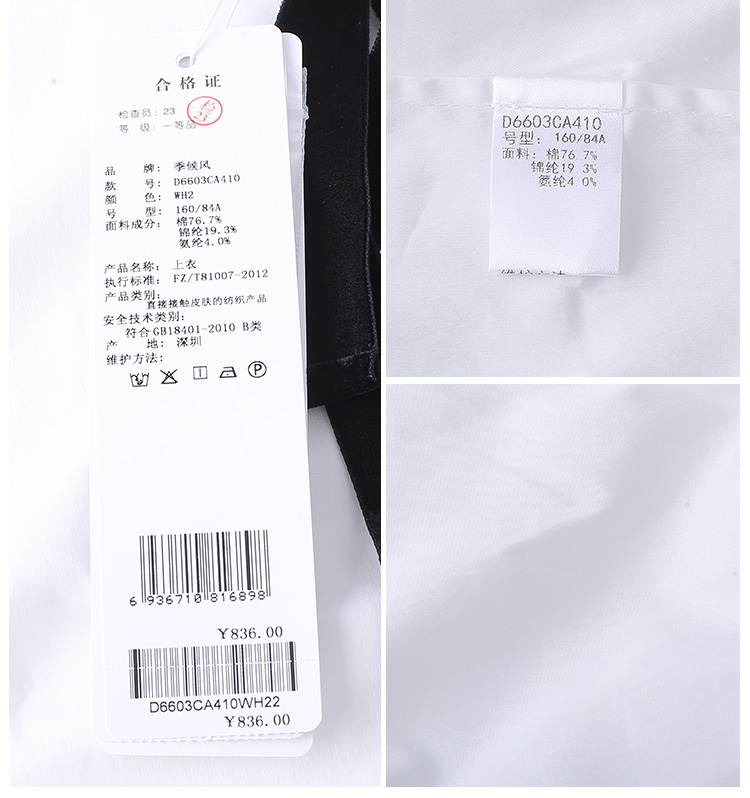 合格证
检查员：23
检23
等 级：一等品
品 牌：季候风
款 号：D6603CA410
颜 色：WH2
号 型：160/84A
面料成分：棉76.7%
锦纶19.3%
氨纶4.0%
产品名称：上衣
执行标准：FZ/T81007-2012
产品类别：
直接接触皮肤的纺织产品
安全技术类别：
符合GB18401-2010 B类
产 地：深圳
维护方法：
6 936710 816898
¥836.00
D6603CA410WH22
¥836.00
D6603CA410
号型：160/84A
面料：棉76.7%
锦纶19.3%
氨纶4.0%